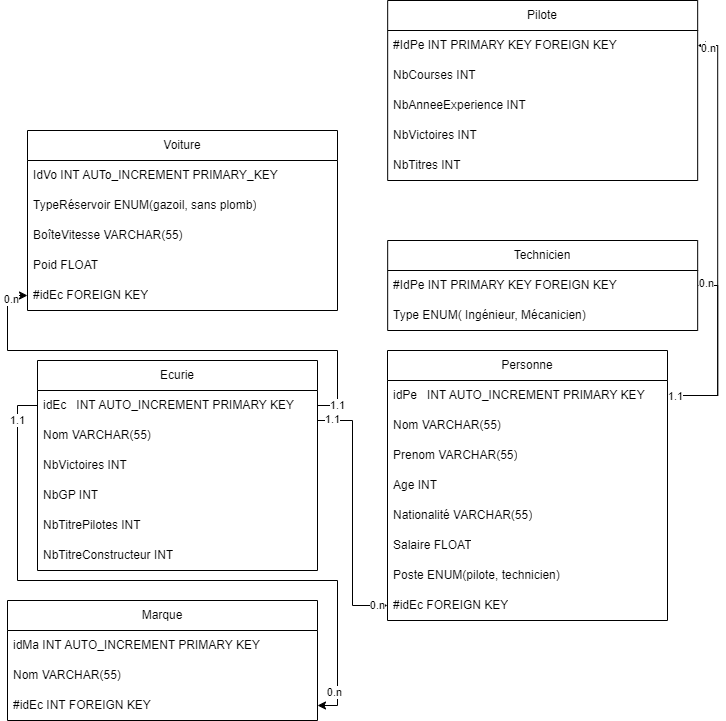 Pilote
#IdPe INT PRIMARY KEY FOREIGN KEY
0.n
NbCourses INT
NbAnneeExperience INT
NbVictoires INT
NbTitres INT
Voiture
IdVo INT AUTo_INCREMENT PRIMARY_KEY
TypeRéservoir ENUM(gazoil, sans plomb)
BoîteVitesse VARCHAR(55)
Poid FLOAT
0.n
#idEc FOREIGN KEY
Technicien
#IdPe INT PRIMARY KEY FOREIGN KEY
0.n
Type ENUM( Ingénieur, Mécanicien)
Ecurie
idEc INT AUTO_INCREMENT PRIMARY KEY
1.1
1.1
1.1
Nom VARCHAR(55)
NbVictoires INT
NbGP INT
NbTitrePilotes INT
NbTitreConstructeur INT
Personne
idPe INT AUTO_INCREMENT PRIMARY KEY
1.1
Nom VARCHAR(55)
Prenom VARCHAR(55)
Age INT
Nationalité VARCHAR(55)
Salaire FLOAT
Poste ENUM(pilote, technicien)
0.n
#idEc FOREIGN KEY
Marque
idMa INT AUTO_INCREMENT PRIMARY KEY
Nom VARCHAR(55)
#idEc INT FOREIGN KEY
0.n